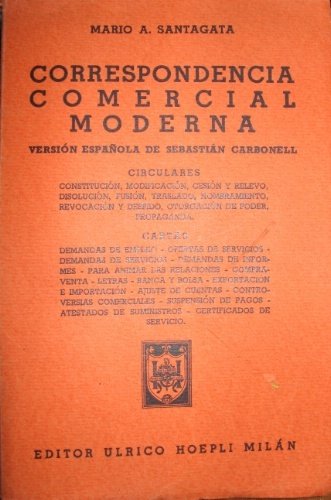 MARIO A. SANTAGATA
CORRESPONDENCIA
COMERCIAL
MODERNA
VERSIÓN ESPAÑOLA DE SEBASTIÁN CARBONELL
CIRCULARES
CONSTITUCIÓN, MODIFICACIÓN, CESIÓN Y RELEVO,
DISOLUCIÓN, FUSIÓN, TRASLADO, NOMBRAMIENTO,
REVOCACIÓN Y DESPIDO, OTORGACIÓN DE PODER,
PROPAGANDA.
CARTAS
DEMANDAS DE EMPLEO - OFERTAS DE SERVICIOS -
DEMANDAS DE SERVICIOS - DEMANDAS DE INFOR-
MES - PARA ANIMAR LAS RELACIONES - COMPRA-
VENTA - LETRAS - BANCA Y BOLSA - EXPORTACION
E IMPORTACIÓN - AJUSTE DE CUENTAS - CONTRO-
VERSIAS COMERCIALES - SUSPENSIÓN DE PAGOS -
ATESTADOS DE SUMINISTROS - CERTIFICADOS DE
SERVICIO.
EDITOR ULRICO HOEPLI MILÁN